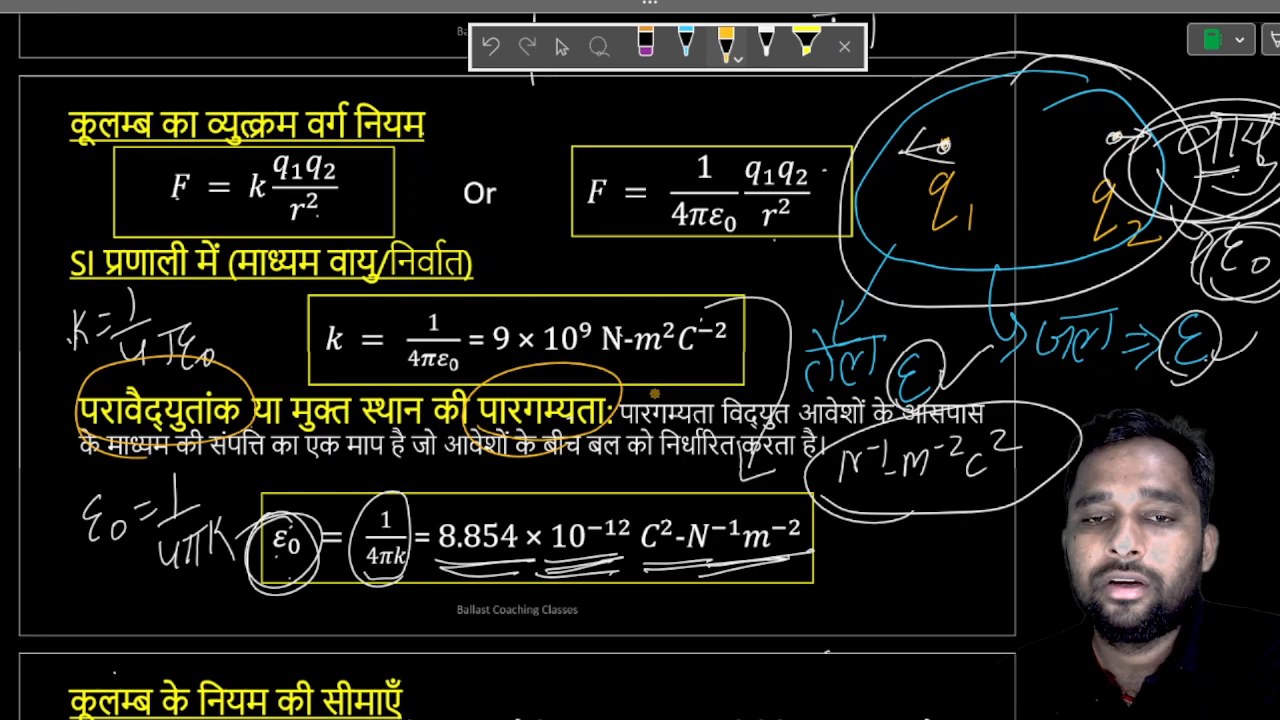 कूलम्ब का व्युत्क्रम वर्ग नियम
F = k q₁q₂/r² Or F = 1/4πε₀ q₁q₂/r²
q₁ q₂ वायु
ε₀
SI प्रणाली में (माध्यम वायु/निर्वात)
k = 1/4πε₀
k = 1/4πε₀ = 9 × 10⁹ N-m²C⁻²
तेल ε जल ⇒ ε
परावैद्युतांक या मुक्त स्थान की पारगम्यता: पारगम्यता विद्युत आवेशों के आसपास
के माध्यम की संपत्ति का एक माप है जो आवेशों के बीच बल को निर्धारित करता है।
N⁻¹-m⁻²C²
ε₀ = 1/4πk
ε₀ = 1/4πk = 8.854 × 10⁻¹² C²-N⁻¹m⁻²
Ballast Coaching Classes
कूलम्ब के नियम की सीमाएँ